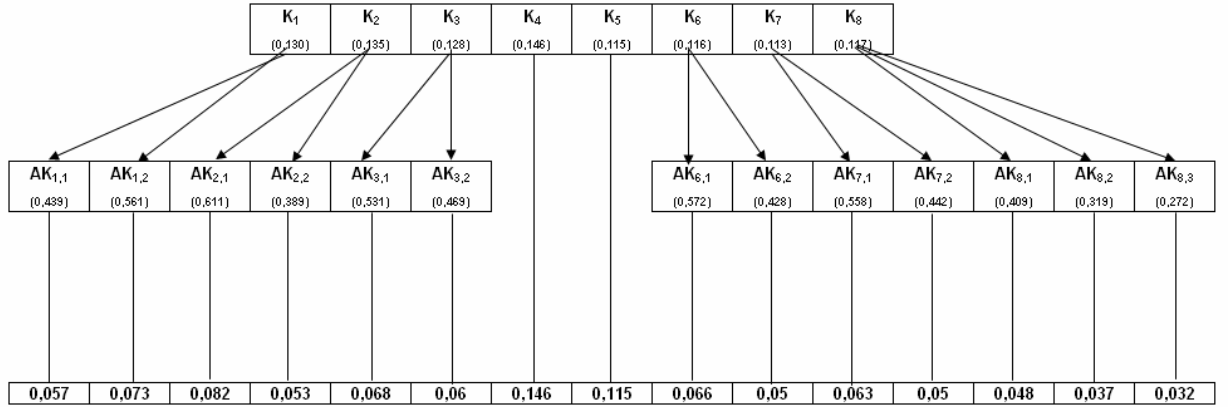 K1 K2 K3 K4 K5 K6 K7 K8
(0,130) (0,135) (0,128) (0,146) (0,115) (0,116) (0,113) (0,117)
AK1,1 AK1,2 AK2,1 AK2,2 AK3,1 AK3,2 AK6,1 AK6,2 AK7,1 AK7,2 AK8,1 AK8,2 AK8,3
(0,439) (0,561) (0,611) (0,389) (0,531) (0,469) (0,572) (0,428) (0,558) (0,442) (0,409) (0,319) (0,272)
0,057 0,073 0,082 0,053 0,068 0,06 0,146 0,115 0,066 0,05 0,063 0,05 0,048 0,037 0,032